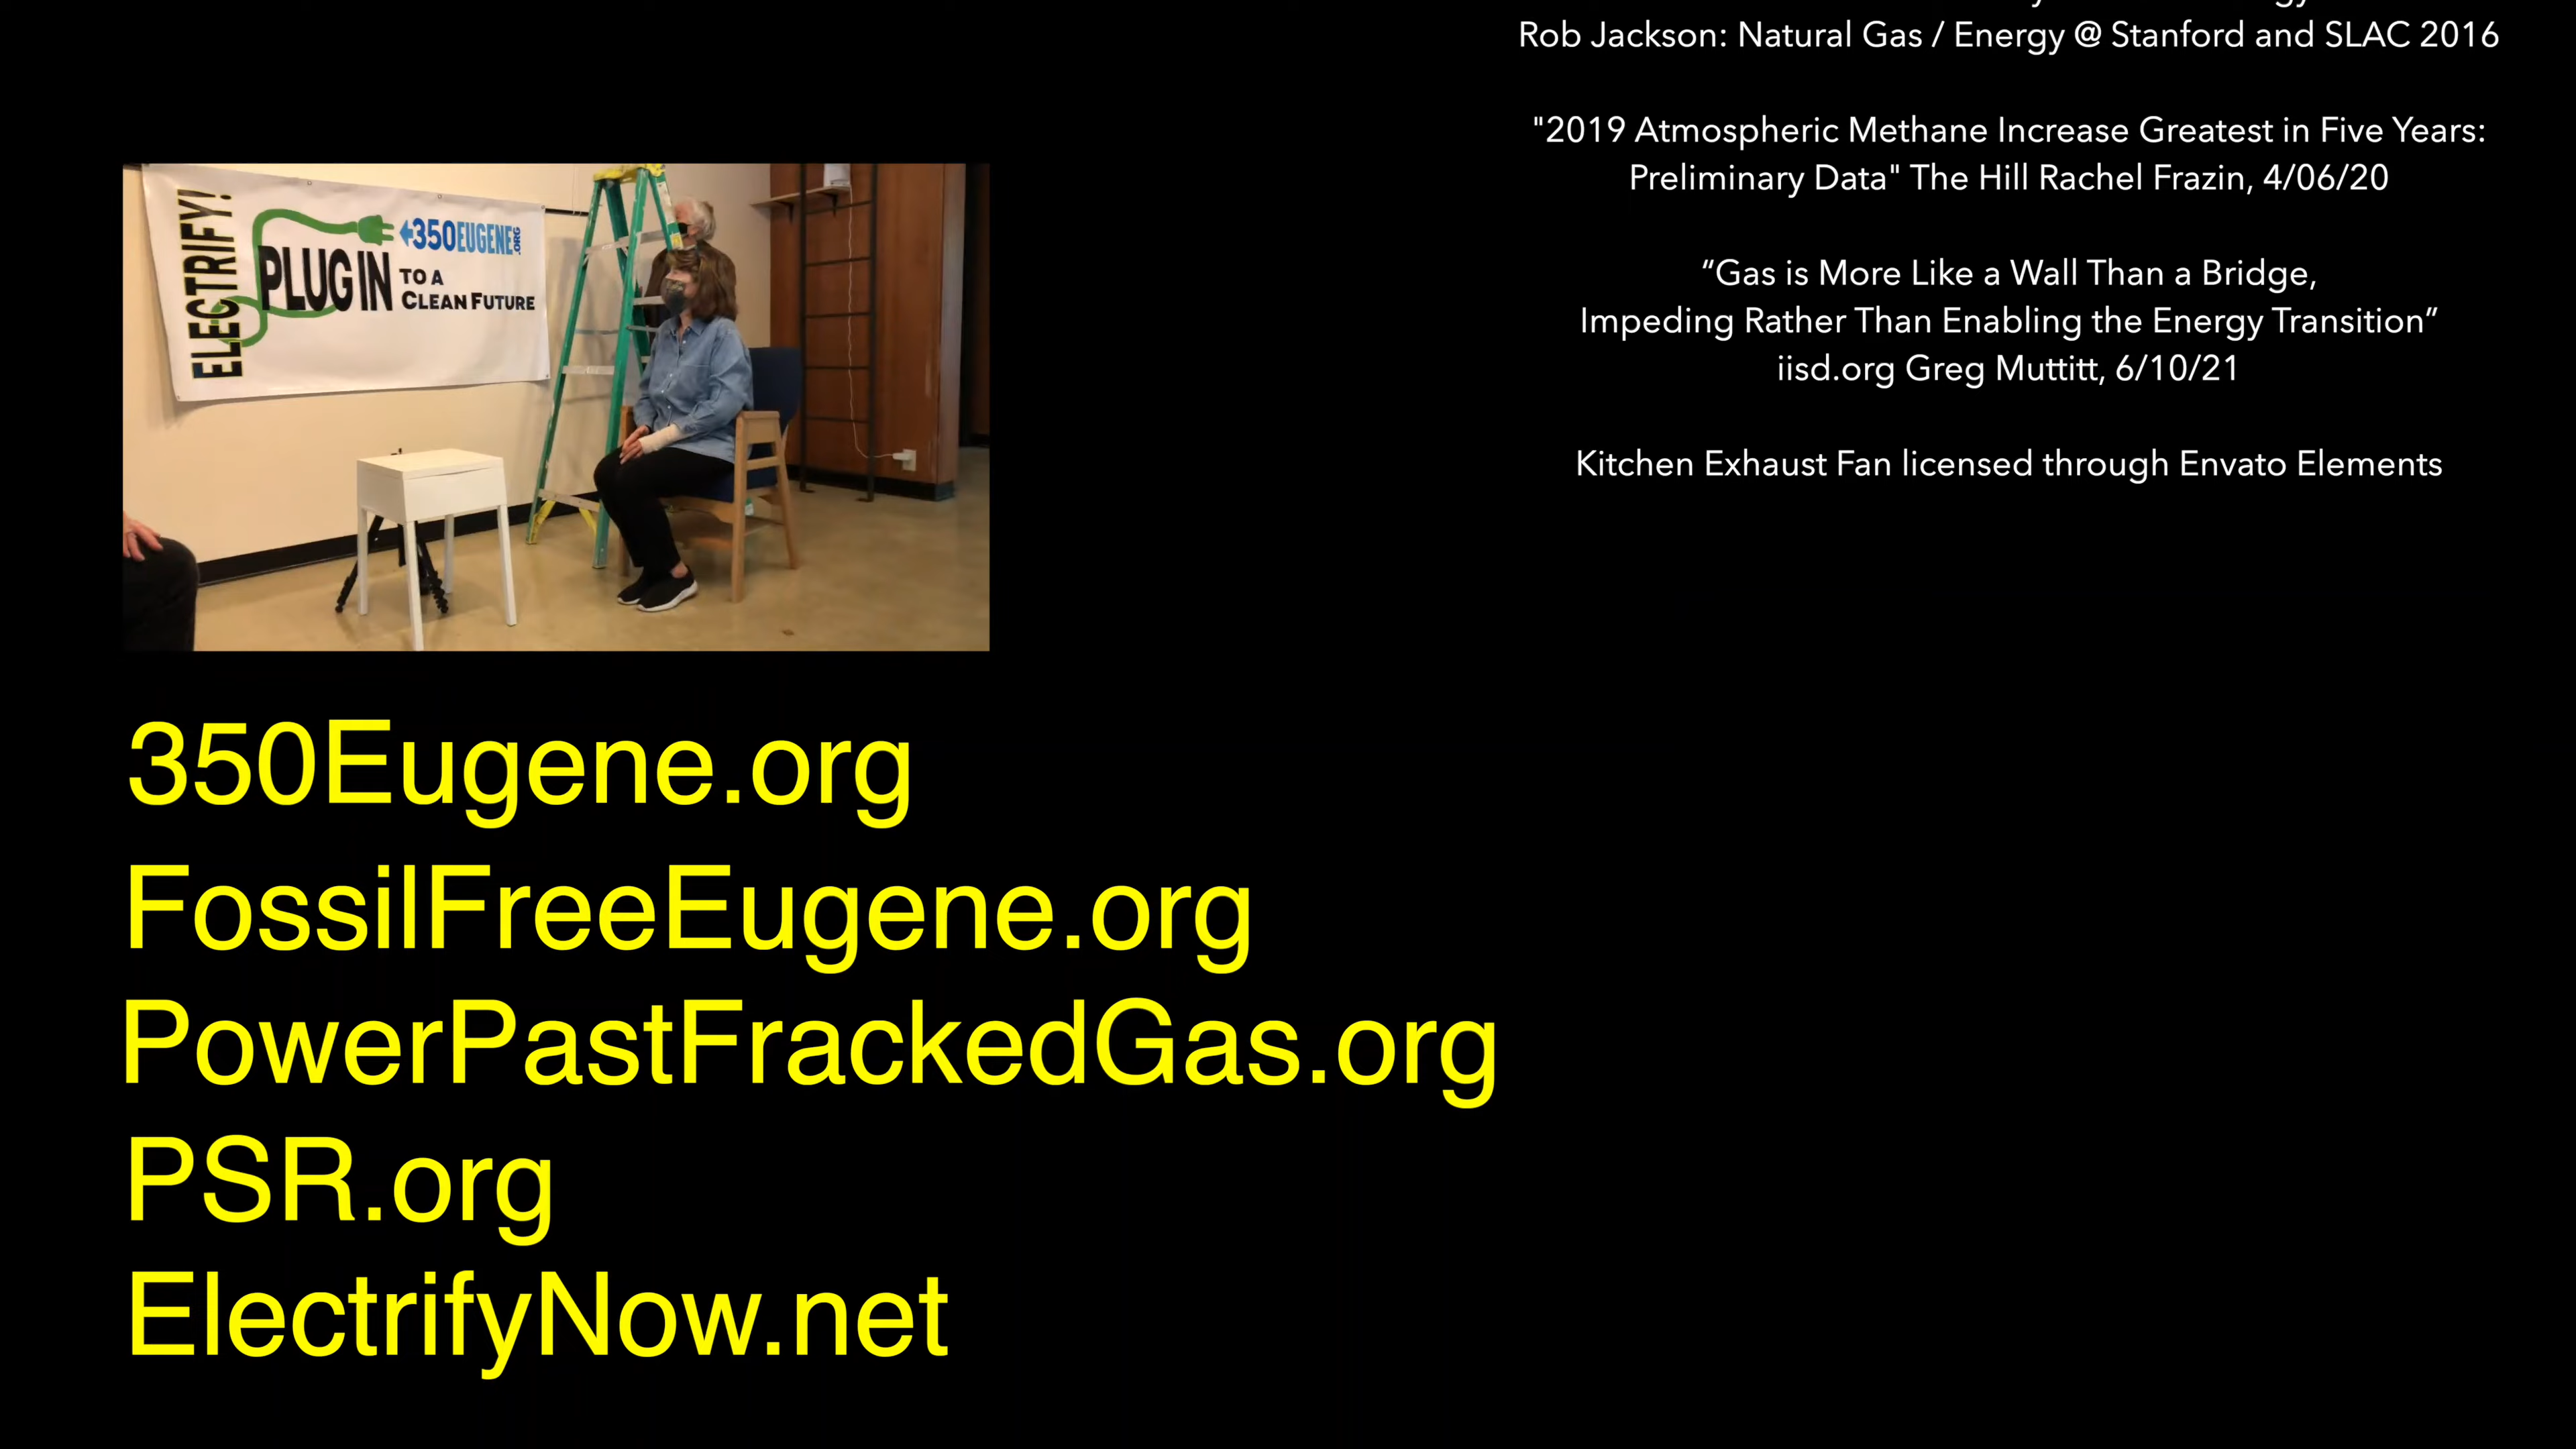 Rob Jackson: Natural Gas / Energy @ Stanford and SLAC 2016
"2019 Atmospheric Methane Increase Greatest in Five Years:
Preliminary Data" The Hill Rachel Frazin, 4/06/20
“Gas is More Like a Wall Than a Bridge,
Impeding Rather Than Enabling the Energy Transition”
iisd.org Greg Muttitt, 6/10/21
Kitchen Exhaust Fan licensed through Envato Elements
ELECTRIFY!
350EUGENE.ORG
PLUG IN TO A
CLEAN FUTURE
350Eugene.org
FossilFreeEugene.org
PowerPastFrackedGas.org
PSR.org
ElectrifyNow.net